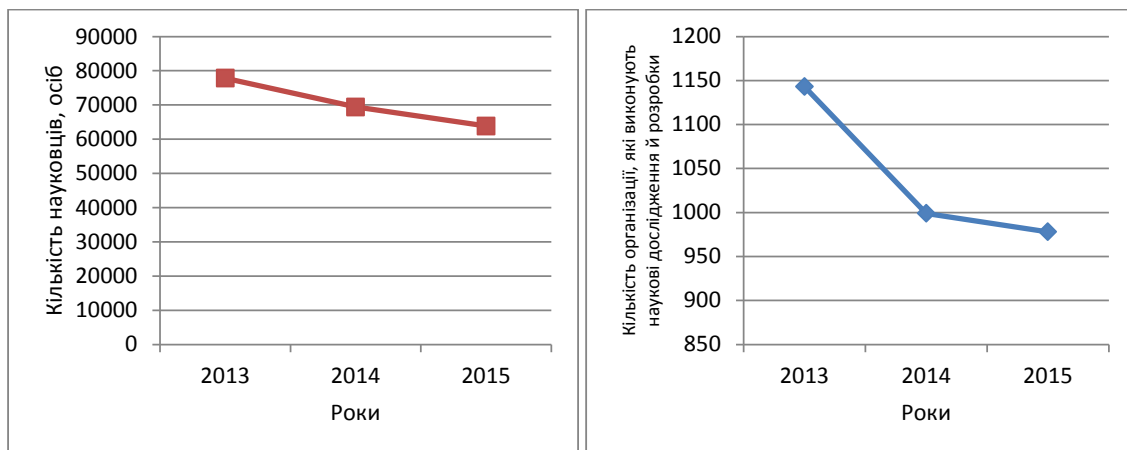 Кількість науковців, осіб
90000
80000
70000
60000
50000
40000
30000
20000
10000
0
2013 2014 2015
Роки
Кількість організації, які виконують
наукові дослідження й розробки
1200
1150
1100
1050
1000
950
900
850
2013 2014 2015
Роки